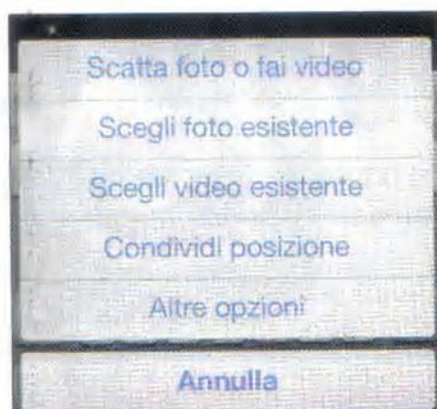 Scatta foto o fai video
Scegli foto esistente
Scegli video esistente
Condividi posizione
Altre opzioni
Annulla